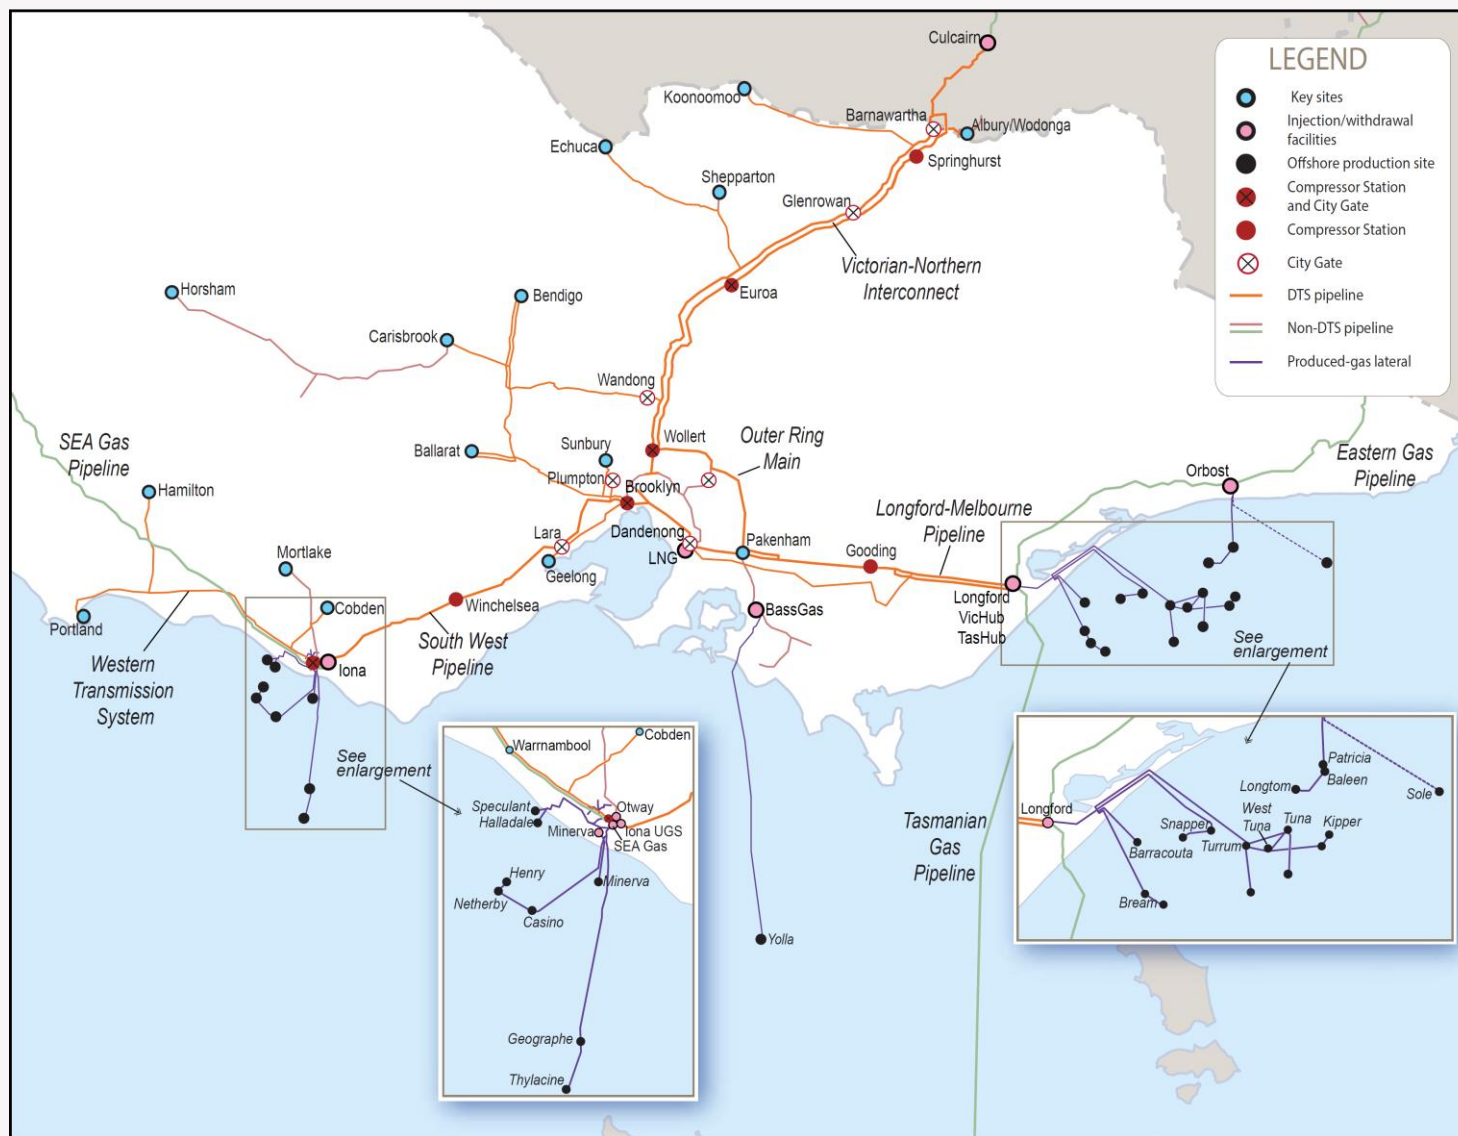 Culcairn
Koonoomoo
Barnawartha
Albury/Wodonga
Echuca
Springhurst
Shepparton
Glenrowan
Victorian-Northern
Interconnect
Euroa
Horsham
Bendigo
Carisbrook
Wandong
SEA Gas
Pipeline
Ballarat
Sunbury
Wollert
Outer Ring
Main
Plumpton
Brooklyn
Hamilton
Orbost
Eastern Gas
Pipeline
Longford-Melbourne
Pipeline
Lara
Dandenong
LNG
Pakenham
Gooding
Mortlake
Geelong
Cobden
Winchelsea
BassGas
Longford
VicHub
TasHub
Portland
Western
Transmission
System
Iona
South West
Pipeline
See
enlargement
See
enlargement
LEGEND
Key sites
Injection/withdrawal
facilities
Offshore production site
Compressor Station
and City Gate
Compressor Station
City Gate
DTS pipeline
Non-DTS pipeline
Produced-gas lateral
Warrnambool
Cobden
Speculant
Halladale
Otway
Minerva
Iona UGS
SEA Gas
Henry
Minerva
Netherby
Casino
Geographe
Thylacine
Yolla
Tasmanian
Gas
Pipeline
Patricia
Baleen
Longtom
Sole
Longford
Snapper
West
Tuna
Tuna
Kipper
Barracouta
Turrum
Bream